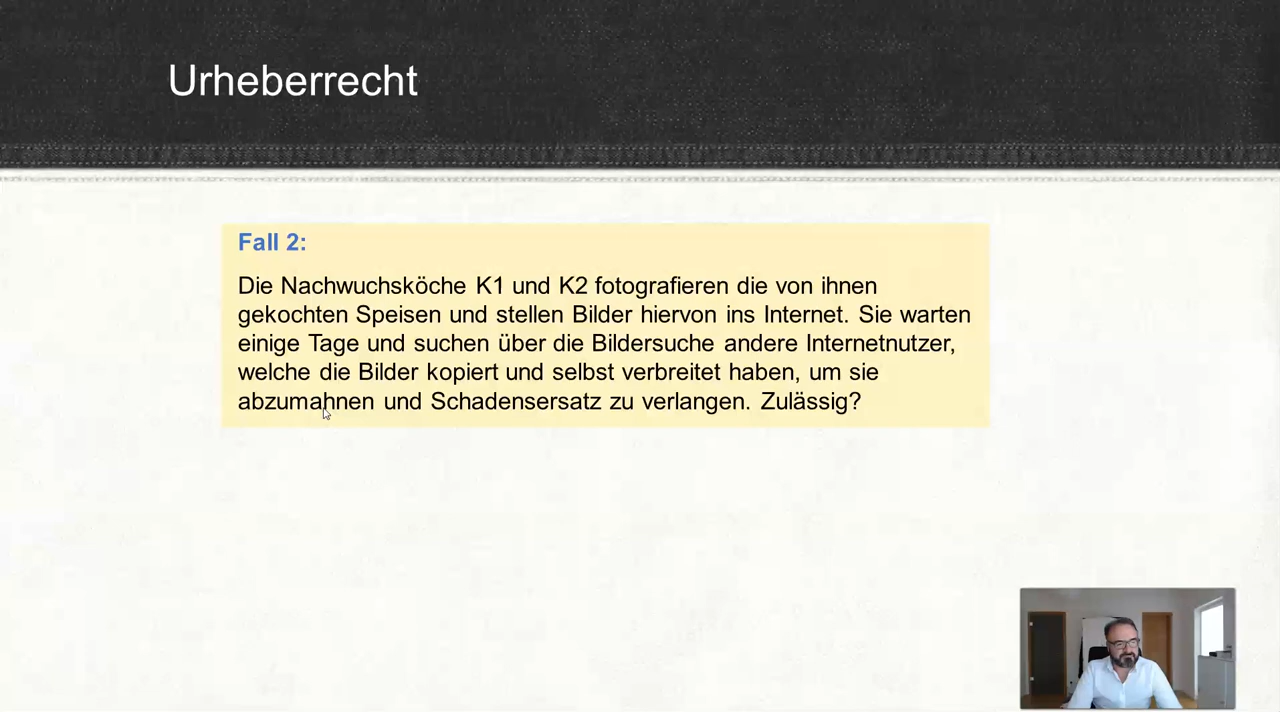 Urheberrecht
Fall 2:
Die Nachwuchsköche K1 und K2 fotografieren die von ihnen
gekochten Speisen und stellen Bilder hiervon ins Internet. Sie warten
einige Tage und suchen über die Bildersuche andere Internetnutzer,
welche die Bilder kopiert und selbst verbreitet haben, um sie
abzumahnen und Schadensersatz zu verlangen. Zulässig?